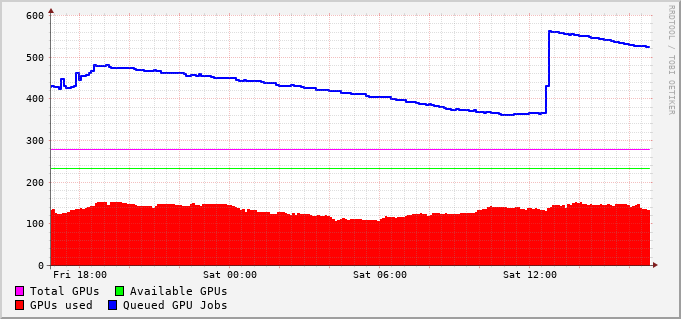 600
500
400
300
200
100
0
Fri 18:00 Sat 00:00 Sat 06:00 Sat 12:00
Total GPUs Available GPUs
GPUs used Queued GPU Jobs
RRDTOOL / TOBI OETIKER